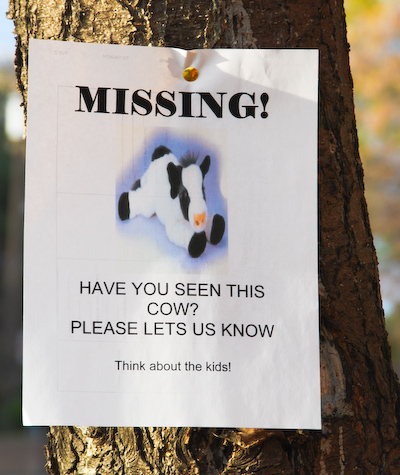 MISSING!
HAVE YOU SEEN THIS
COW?
PLEASE LETS US KNOW
Think about the kids!